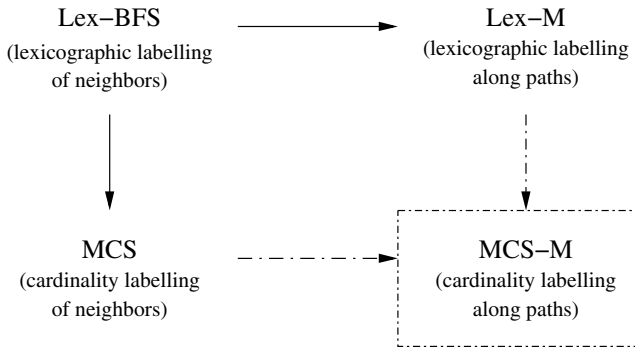 Lex–BFS
(lexicographic labelling
of neighbors)
Lex–M
(lexicographic labelling
along paths)
MCS
(cardinality labelling
of neighbors)
MCS–M
(cardinality labelling
along paths)